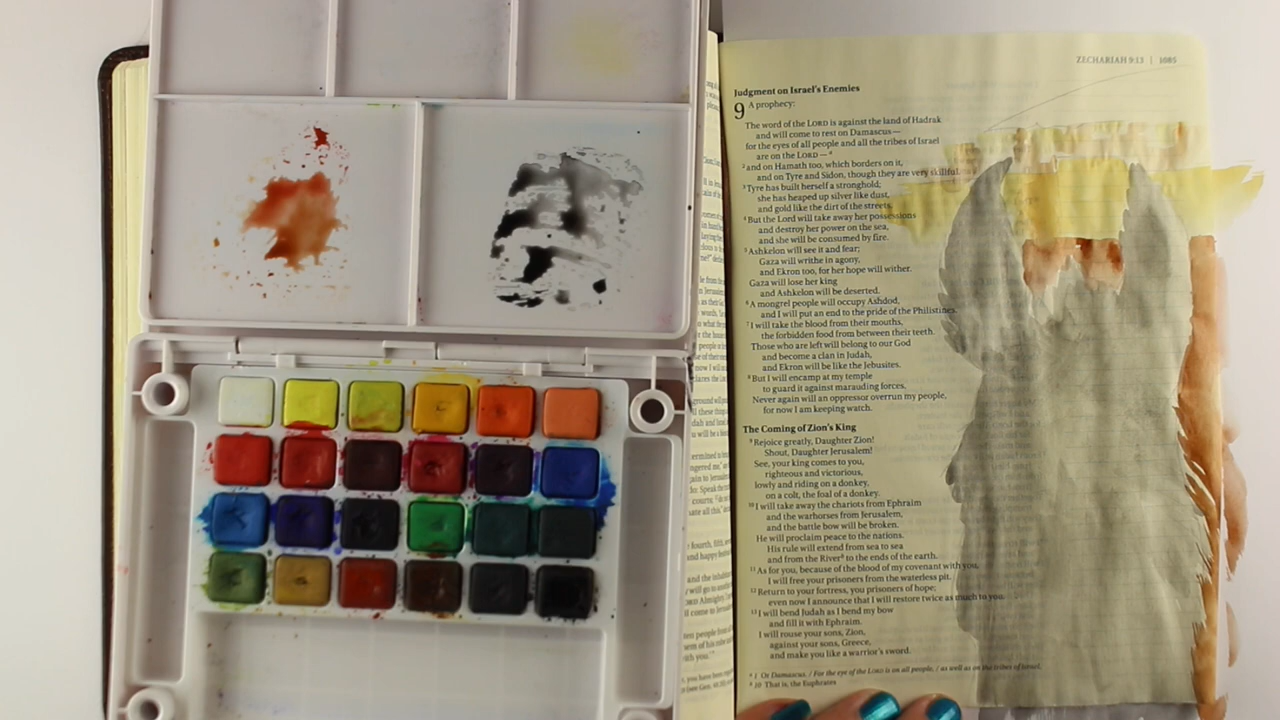 ZECHARIAH 9:13 | 1085
Judgment on Israel's Enemies
9 A prophecy:
The word of the LORD is against the land of Hadrak
and will come to rest on Damascus—
for the eyes of all people and all the tribes of Israel
are on the LORD — a
2 and on Hamath too, which borders on it,
and on Tyre and Sidon, though they are very skillful.
3 Tyre has built herself a stronghold;
she has heaped up silver like dust,
and gold like the dirt of the streets.
4 But the Lord will take away her possessions
and destroy her power on the sea,
and she will be consumed by fire.
5 Ashkelon will see it and fear;
Gaza will writhe in agony,
and Ekron too, for her hope will wither.
Gaza will lose her king
and Ashkelon will be deserted.
6 A mongrel people will occupy Ashdod,
and I will put an end to the pride of the Philistines.
7 I will take the blood from their mouths,
the forbidden food from between their teeth.
Those who are left will belong to our God
and become a clan in Judah,
and Ekron will be like the Jebusites.
8 But I will encamp at my temple
to guard it against marauding forces.
Never again will an oppressor overrun my people,
for now I am keeping watch.
The Coming of Zion's King
9 Rejoice greatly, Daughter Zion!
Shout, Daughter Jerusalem!
See, your king comes to you,
righteous and victorious,
lowly and riding on a donkey,
on a colt, the foal of a donkey.
10 I will take away the chariots from Ephraim
and the warhorses from Jerusalem,
and the battle bow will be broken.
He will proclaim peace to the nations.
His rule will extend from sea to sea
and from the River b to the ends of the earth.
11 As for you, because of the blood of my covenant with you,
I will free your prisoners from the waterless pit.
12 Return to your fortress, you prisoners of hope;
even now I announce that I will restore twice as much to you.
13 I will bend Judah as I bend my bow
and fill it with Ephraim.
I will rouse your sons, Zion,
against your sons, Greece,
and make you like a warrior's sword.
a 1 Or Damascus. / For the eye of the LORD is on all people, / as well as on the tribes of Israel,
b 10 That is, the Euphrates